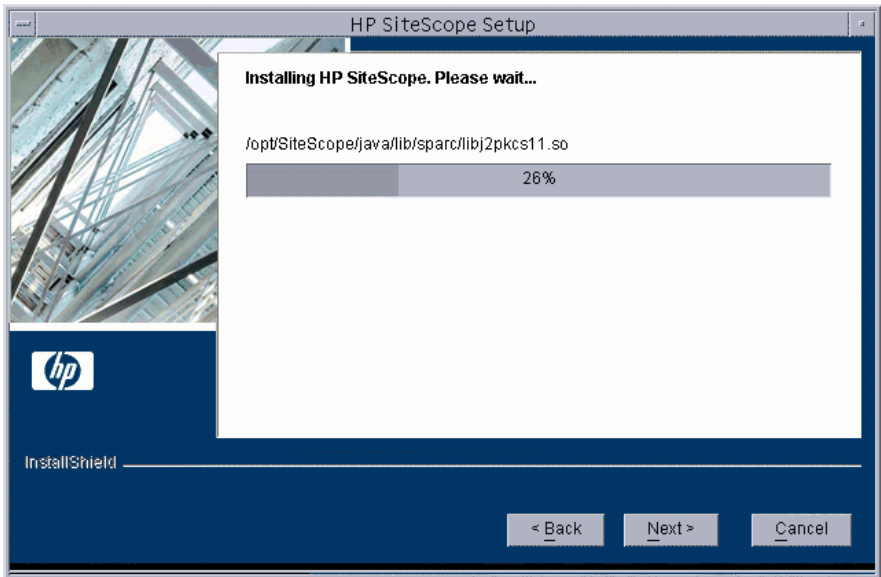 HP SiteScope Setup
Installing HP SiteScope. Please wait...
/opt/SiteScope/java/lib/sparc/libj2pkcs11.so
26%
hp
InstallShield
< Back Next > Cancel